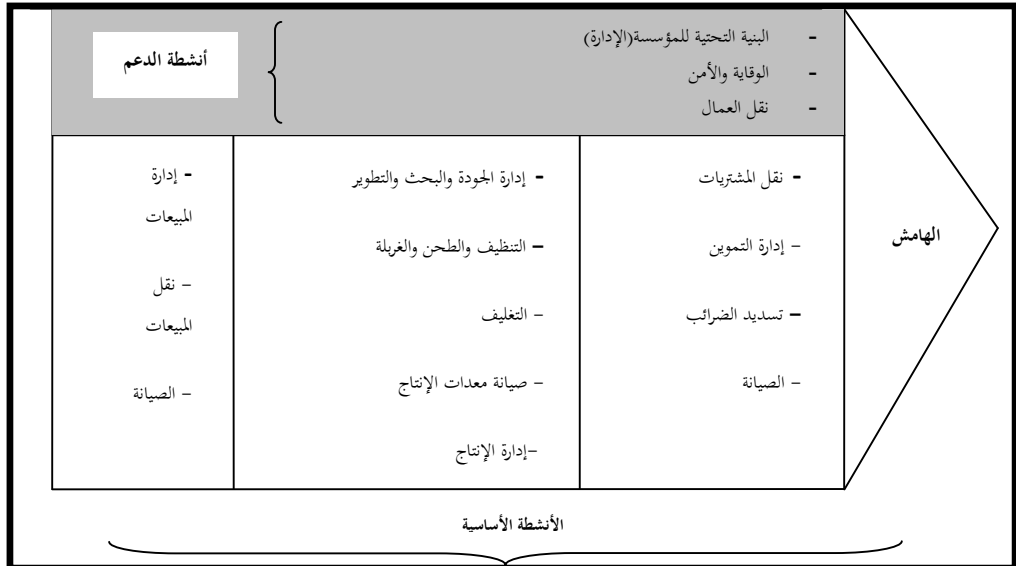 - البنية التحتية للمؤسسة(الإدارة)
- الوقاية والأمن
- نقل العمال
أنشطة الدعم
الهامش
- نقل المشتريات
– إدارة التموين
– تسديد الضرائب
– الصيانة
- إدارة الجودة والبحث والتطوير
– التنظيف والطحن والغربلة
– التغليف
– صيانة معدات الإنتاج
–إدارة الإنتاج
- إدارة
المبيعات
– نقل
المبيعات
– الصيانة
الأنشطة الأساسية